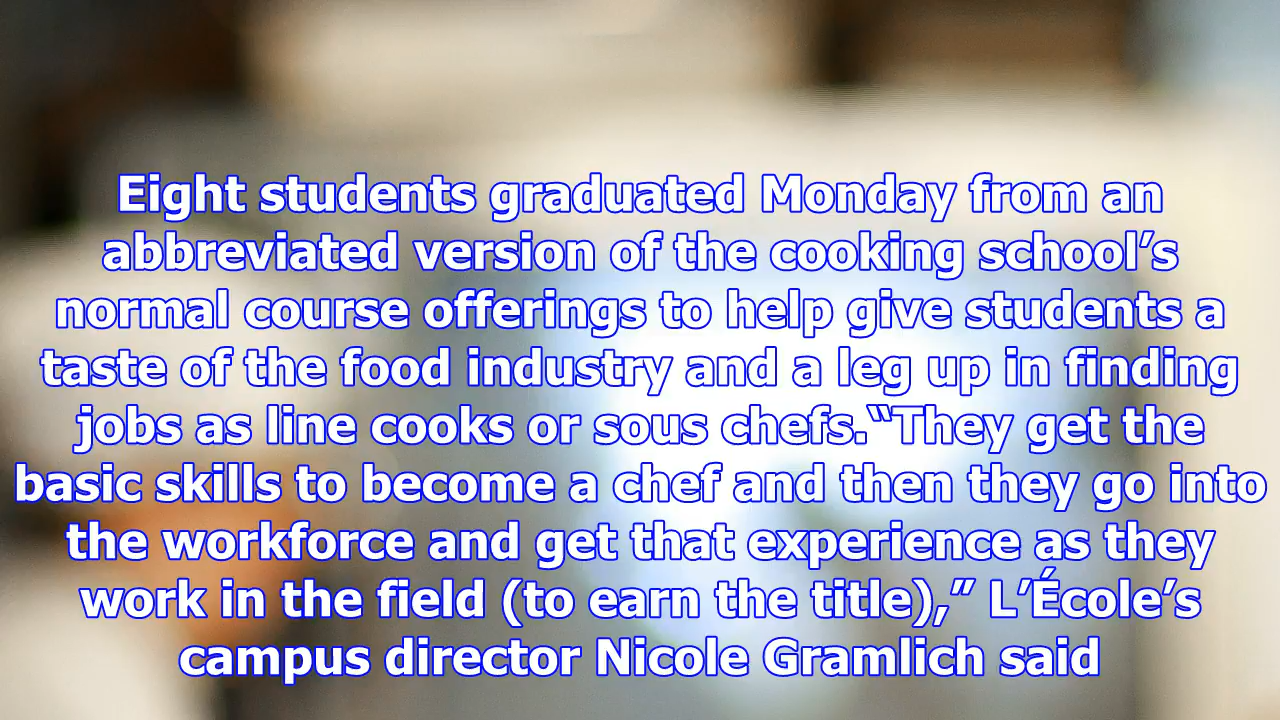 Eight students graduated Monday from an
abbreviated version of the cooking school’s
normal course offerings to help give students a
taste of the food industry and a leg up in finding
jobs as line cooks or sous chefs.“They get the
basic skills to become a chef and then they go into
the workforce and get that experience as they
work in the field (to earn the title),” L’École’s
campus director Nicole Gramlich said